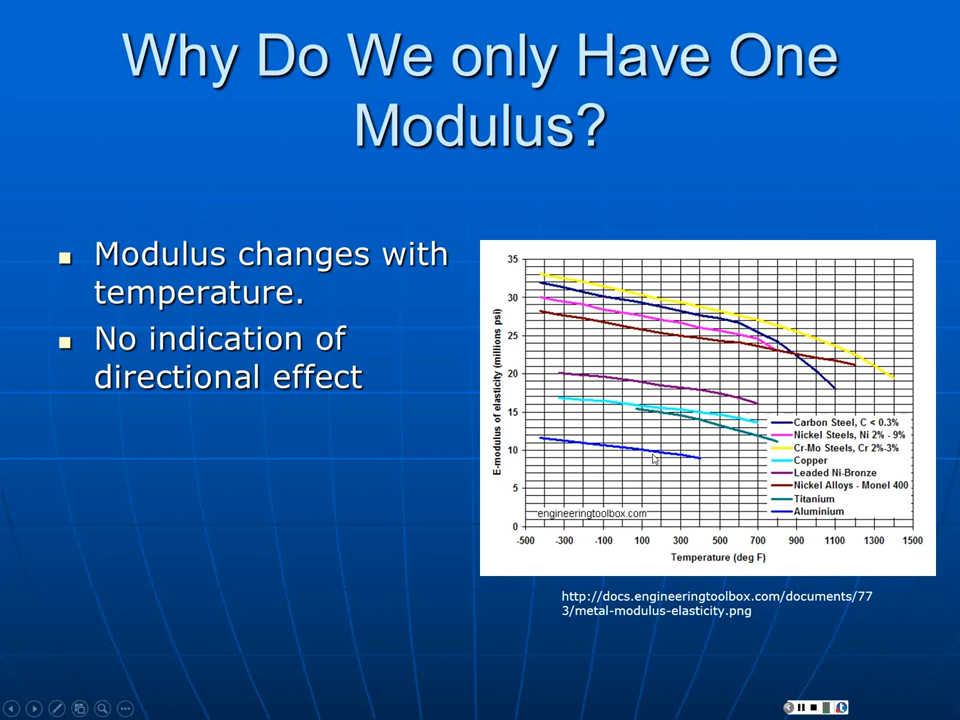 Why Do We only Have One
Modulus?
Modulus changes with
temperature.
No indication of
directional effect
35
30
25
20
15
10
5
0
E-modulus of elasticity (millions psi)
Carbon Steel, C < 0.3%
Nickel Steels, Ni 2% - 9%
Cr-Mo Steels, Cr 2%-3%
Copper
Leaded Ni-Bronze
Nickel Alloys - Monel 400
Titanium
Aluminium
engineeringtoolbox.com
-500 -300 -100 100 300 500 700 900 1100 1300 1500
Temperature (deg F)
http://docs.engineeringtoolbox.com/documents/77
3/metal-modulus-elasticity.png